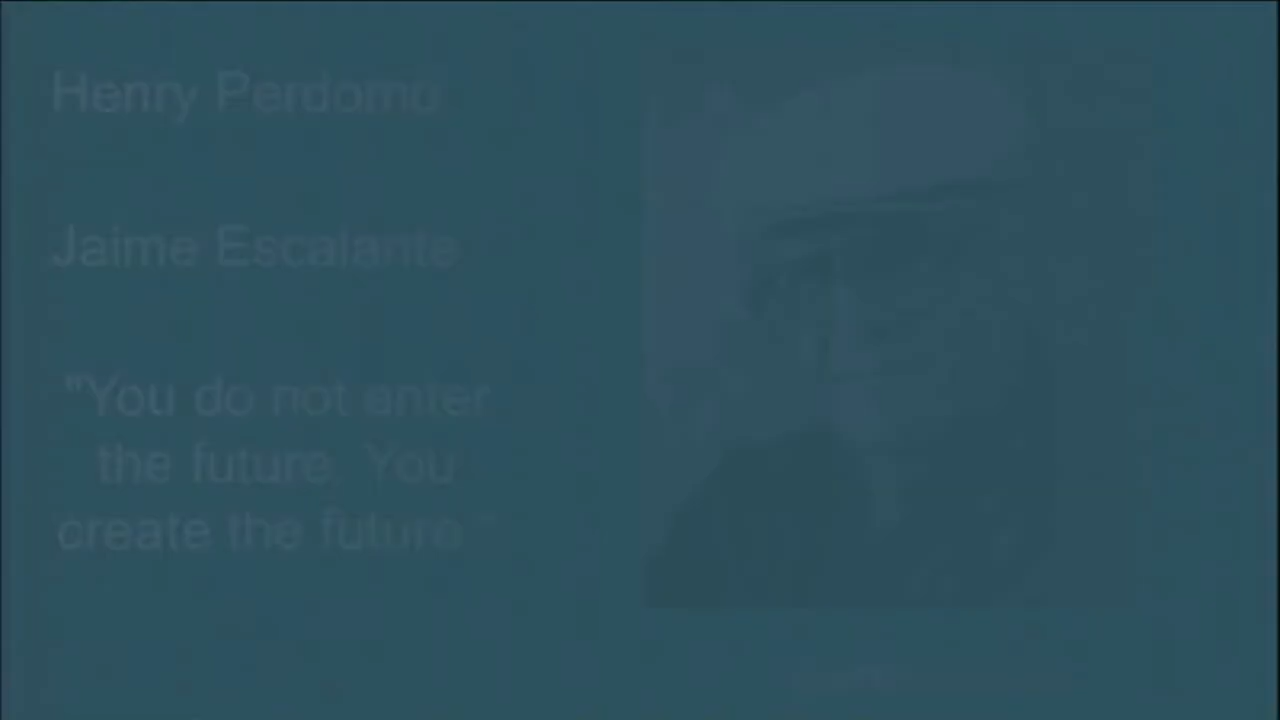 Henry Perdomo
Jaime Escalante
"You do not enter
the future. You
create the future."